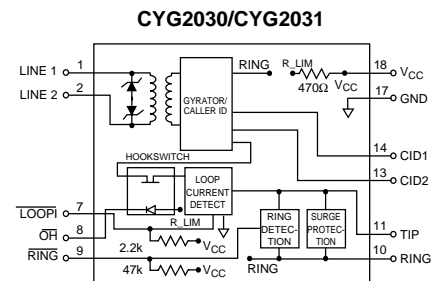 CYG2030/CYG2031
LINE 1
1
LINE 2
2
GYRATOR/
CALLER ID
RING
R_LIM
470Ω
VCC
18
VCC
17
GND
14
CID1
13
CID2
HOOKSWITCH
LOOP
CURRENT
DETECT
LOOPI
7
OH
8
RING
9
R_LIM
2.2k
VCC
47k
VCC
RING
DETEC-
TION
SURGE
PROTEC-
TION
RING
11
TIP
10
RING